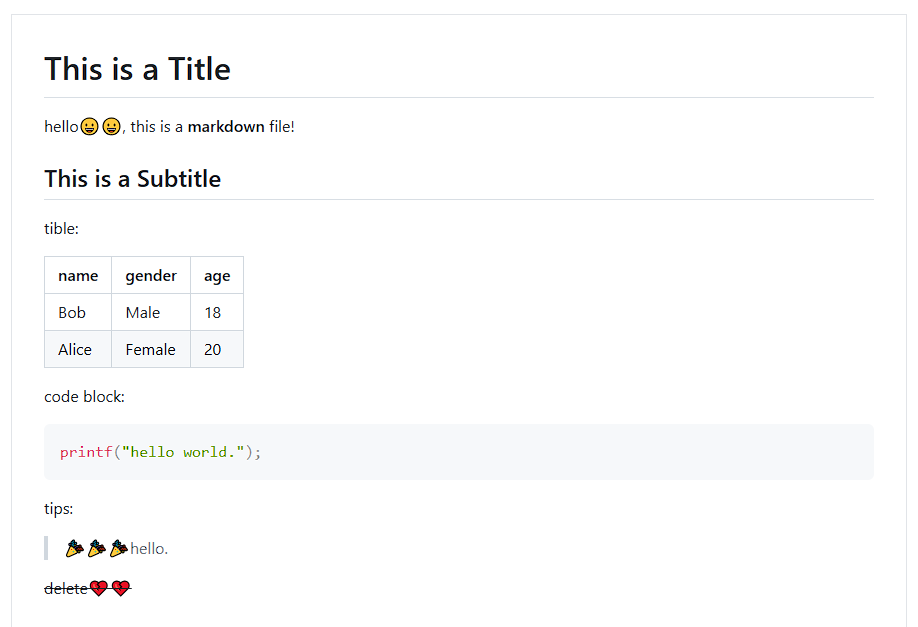 This is a Title
hello😀😀, this is a markdown file!
This is a Subtitle
tible:
name gender age
Bob Male 18
Alice Female 20
code block:
printf("hello world.");
tips:
🎉🎉🎉hello.
delete💔💔